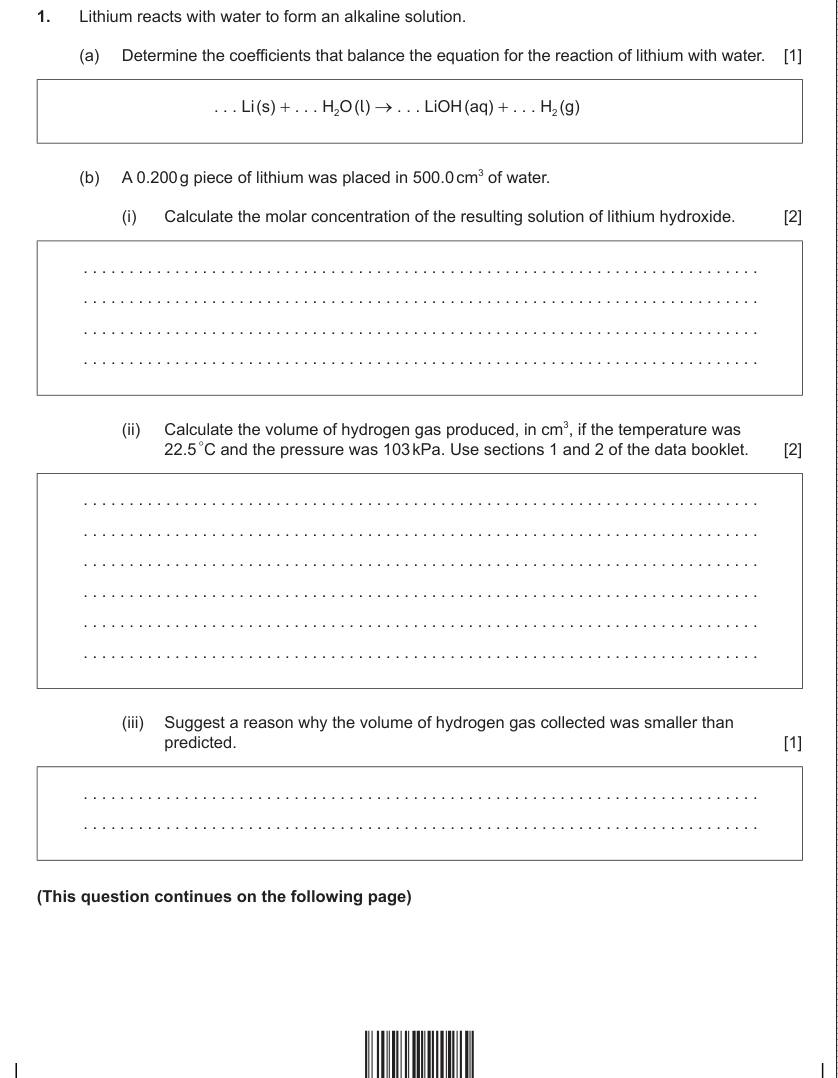 1. Lithium reacts with water to form an alkaline solution.
(a) Determine the coefficients that balance the equation for the reaction of lithium with water. [1]
. . . Li(s) + . . . H₂O(l) → . . . LiOH(aq) + . . . H₂(g)
(b) A 0.200g piece of lithium was placed in 500.0cm³ of water.
(i) Calculate the molar concentration of the resulting solution of lithium hydroxide. [2]
(ii) Calculate the volume of hydrogen gas produced, in cm³, if the temperature was
22.5°C and the pressure was 103kPa. Use sections 1 and 2 of the data booklet. [2]
(iii) Suggest a reason why the volume of hydrogen gas collected was smaller than
predicted. [1]
(This question continues on the following page)